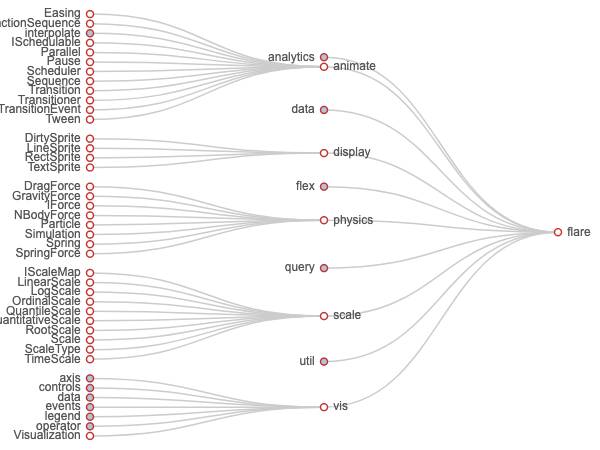 Easing
ctionSequence
interpolate
ISchedulable
Parallel
Pause
Scheduler
Sequence
Transition
Transitioner
TransitionEvent
Tween
DirtySprite
LineSprite
RectSprite
TextSprite
DragForce
GravityForce
IForce
NBodyForce
Particle
Simulation
Spring
SpringForce
IScaleMap
LinearScale
LogScale
OrdinalScale
QuantileScale
uantitativeScale
RootScale
Scale
ScaleType
TimeScale
axis
controls
data
events
legend
operator
Visualization
analytics
animate
data
display
flex
physics
query
scale
util
vis
flare